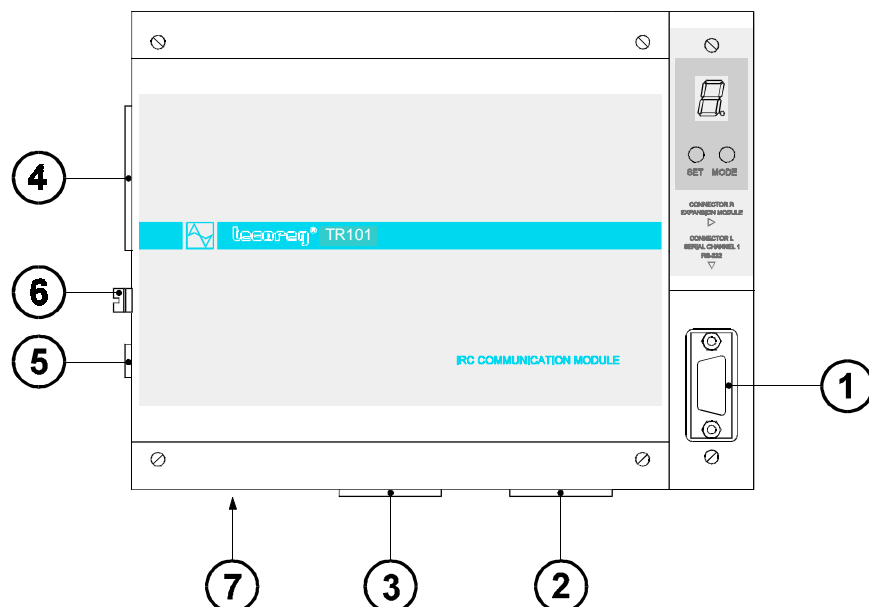 SET MODE
CONNECTOR R
EXPANSION MODULE
CONNECTOR L
SERIAL CHANNEL 1
RS-232
4
tecoreg® TR101
6
5
IRC COMMUNICATION MODULE
1
7
3
2